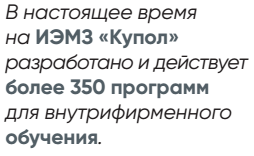 В настоящее время
на ИЭМЗ «Купол»
разработано и действует
более 350 программ
для внутрифирменного
обучения.